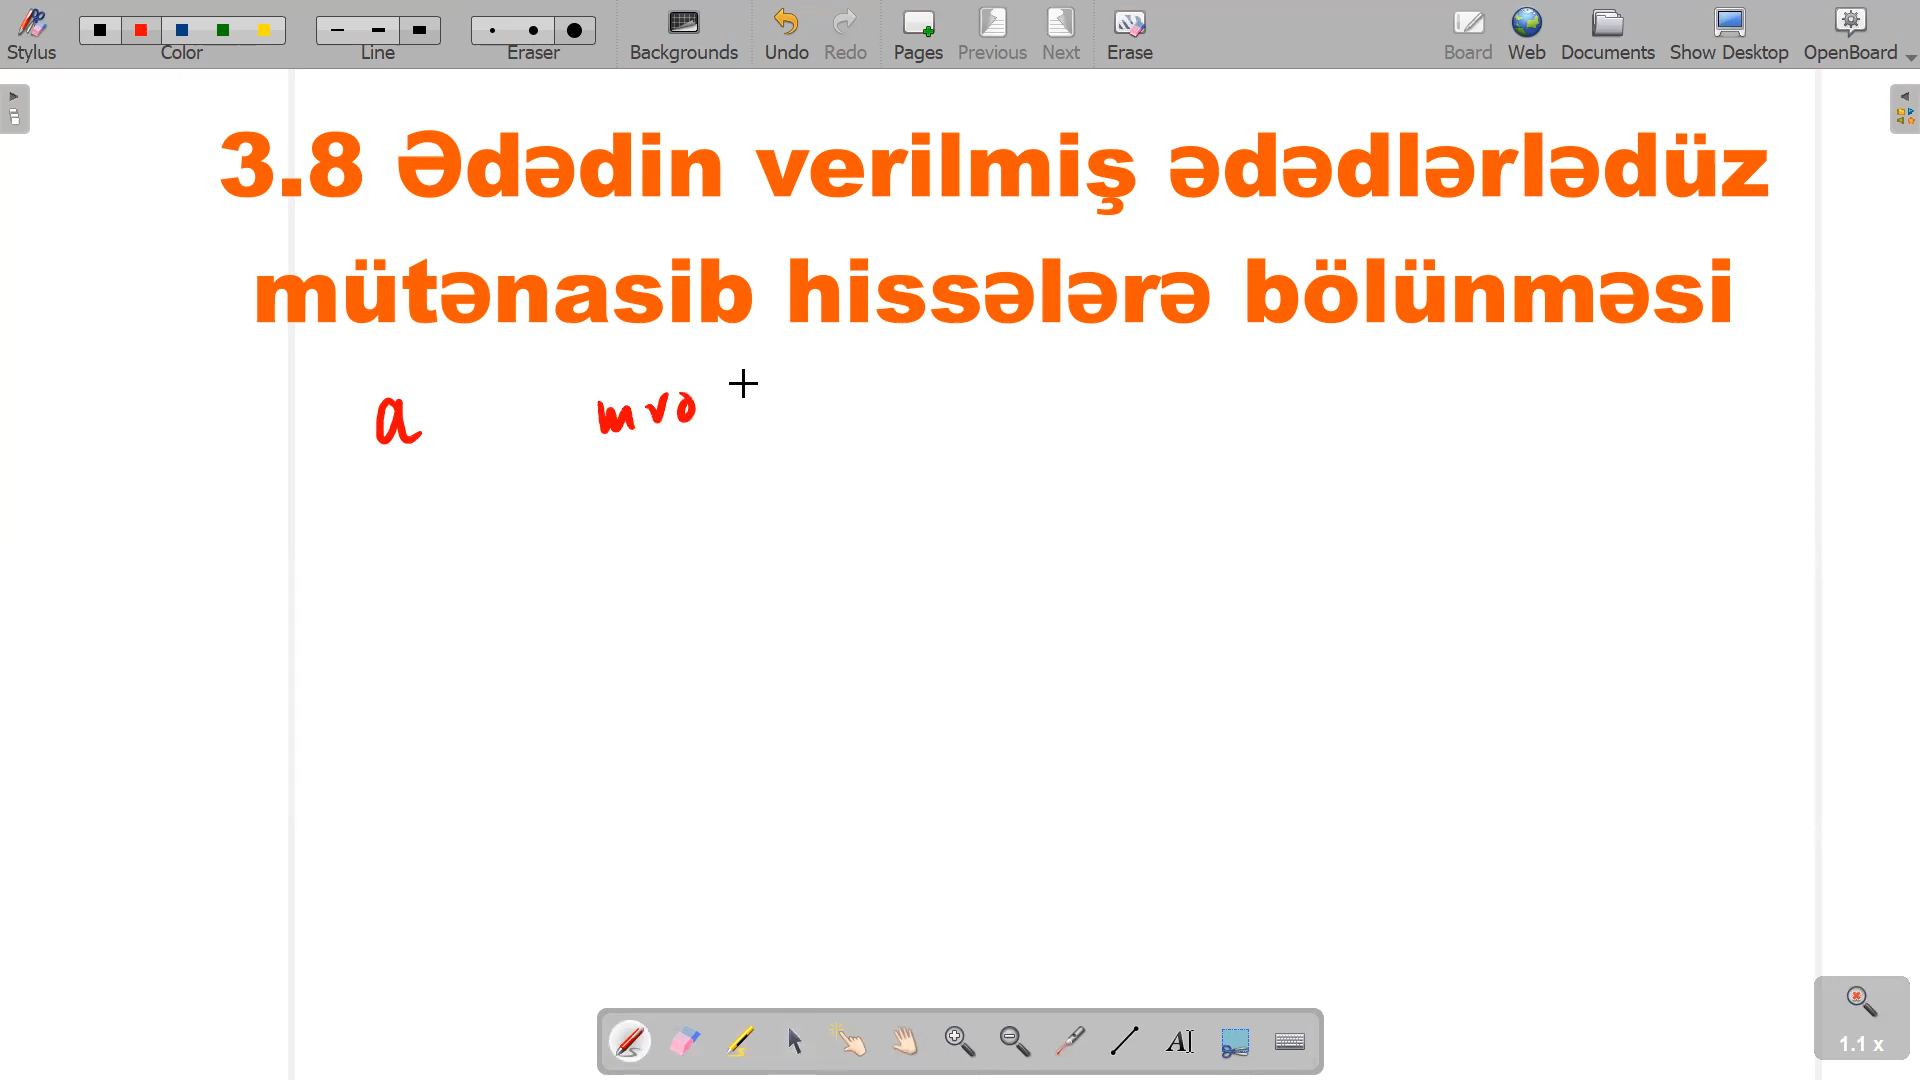 Stylus Color Line Eraser Backgrounds Undo Redo Pages Previous Next Erase Board Web Documents Show Desktop OpenBoard
3.8 Ədədin verilmiş ədədlərlədüz
mütənasib hissələrə bölünməsi
a m və
1.1 x